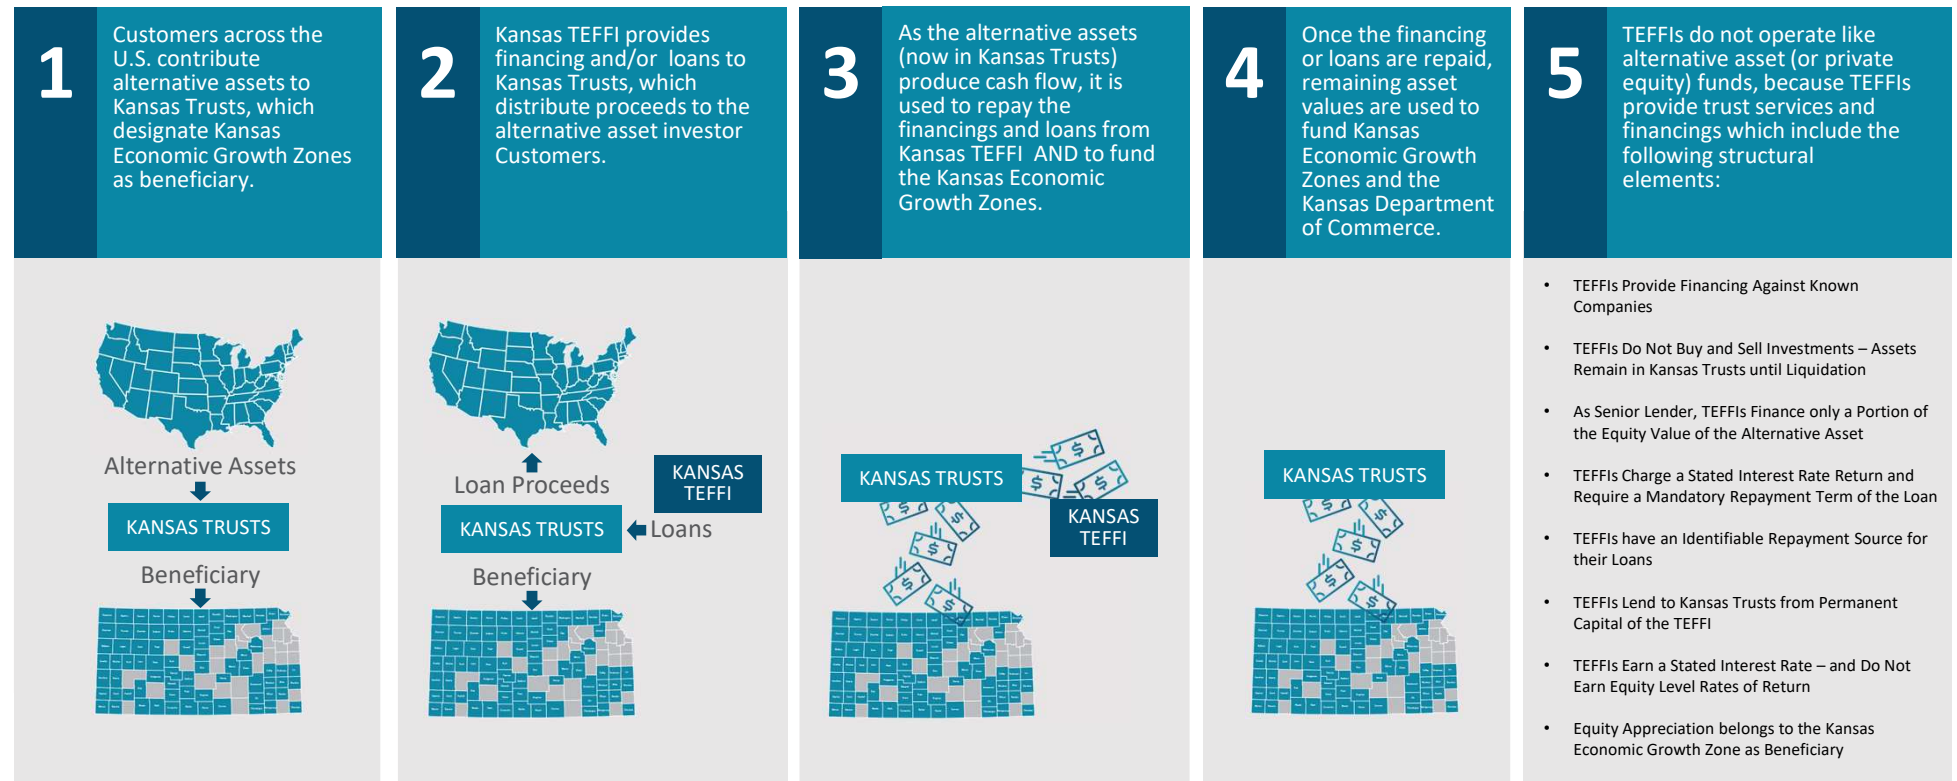 1
Customers across the
U.S. contribute
alternative assets to
Kansas Trusts, which
designate Kansas
Economic Growth Zones
as beneficiary.
Alternative Assets
KANSAS TRUSTS
Beneficiary
2
Kansas TEFFI provides
financing and/or loans to
Kansas Trusts, which
distribute proceeds to the
alternative asset investor
Customers.
Loan Proceeds
KANSAS
TEFFI
KANSAS TRUSTS
Loans
Beneficiary
3
As the alternative assets
(now in Kansas Trusts)
produce cash flow, it is
used to repay the
financings and loans from
Kansas TEFFI AND to fund
the Kansas Economic
Growth Zones.
KANSAS TRUSTS
KANSAS
TEFFI
4
Once the financing
or loans are repaid,
remaining asset
values are used to
fund Kansas
Economic Growth
Zones and the
Kansas Department
of Commerce.
KANSAS TRUSTS
5
TEFFIs do not operate like
alternative asset (or private
equity) funds, because TEFFIs
provide trust services and
financings which include the
following structural
elements:
• TEFFIs Provide Financing Against Known
Companies
• TEFFIs Do Not Buy and Sell Investments – Assets
Remain in Kansas Trusts until Liquidation
• As Senior Lender, TEFFIs Finance only a Portion of
the Equity Value of the Alternative Asset
• TEFFIs Charge a Stated Interest Rate Return and
Require a Mandatory Repayment Term of the Loan
• TEFFIs have an Identifiable Repayment Source for
their Loans
• TEFFIs Lend to Kansas Trusts from Permanent
Capital of the TEFFI
• TEFFIs Earn a Stated Interest Rate – and Do Not
Earn Equity Level Rates of Return
• Equity Appreciation belongs to the Kansas
Economic Growth Zone as Beneficiary